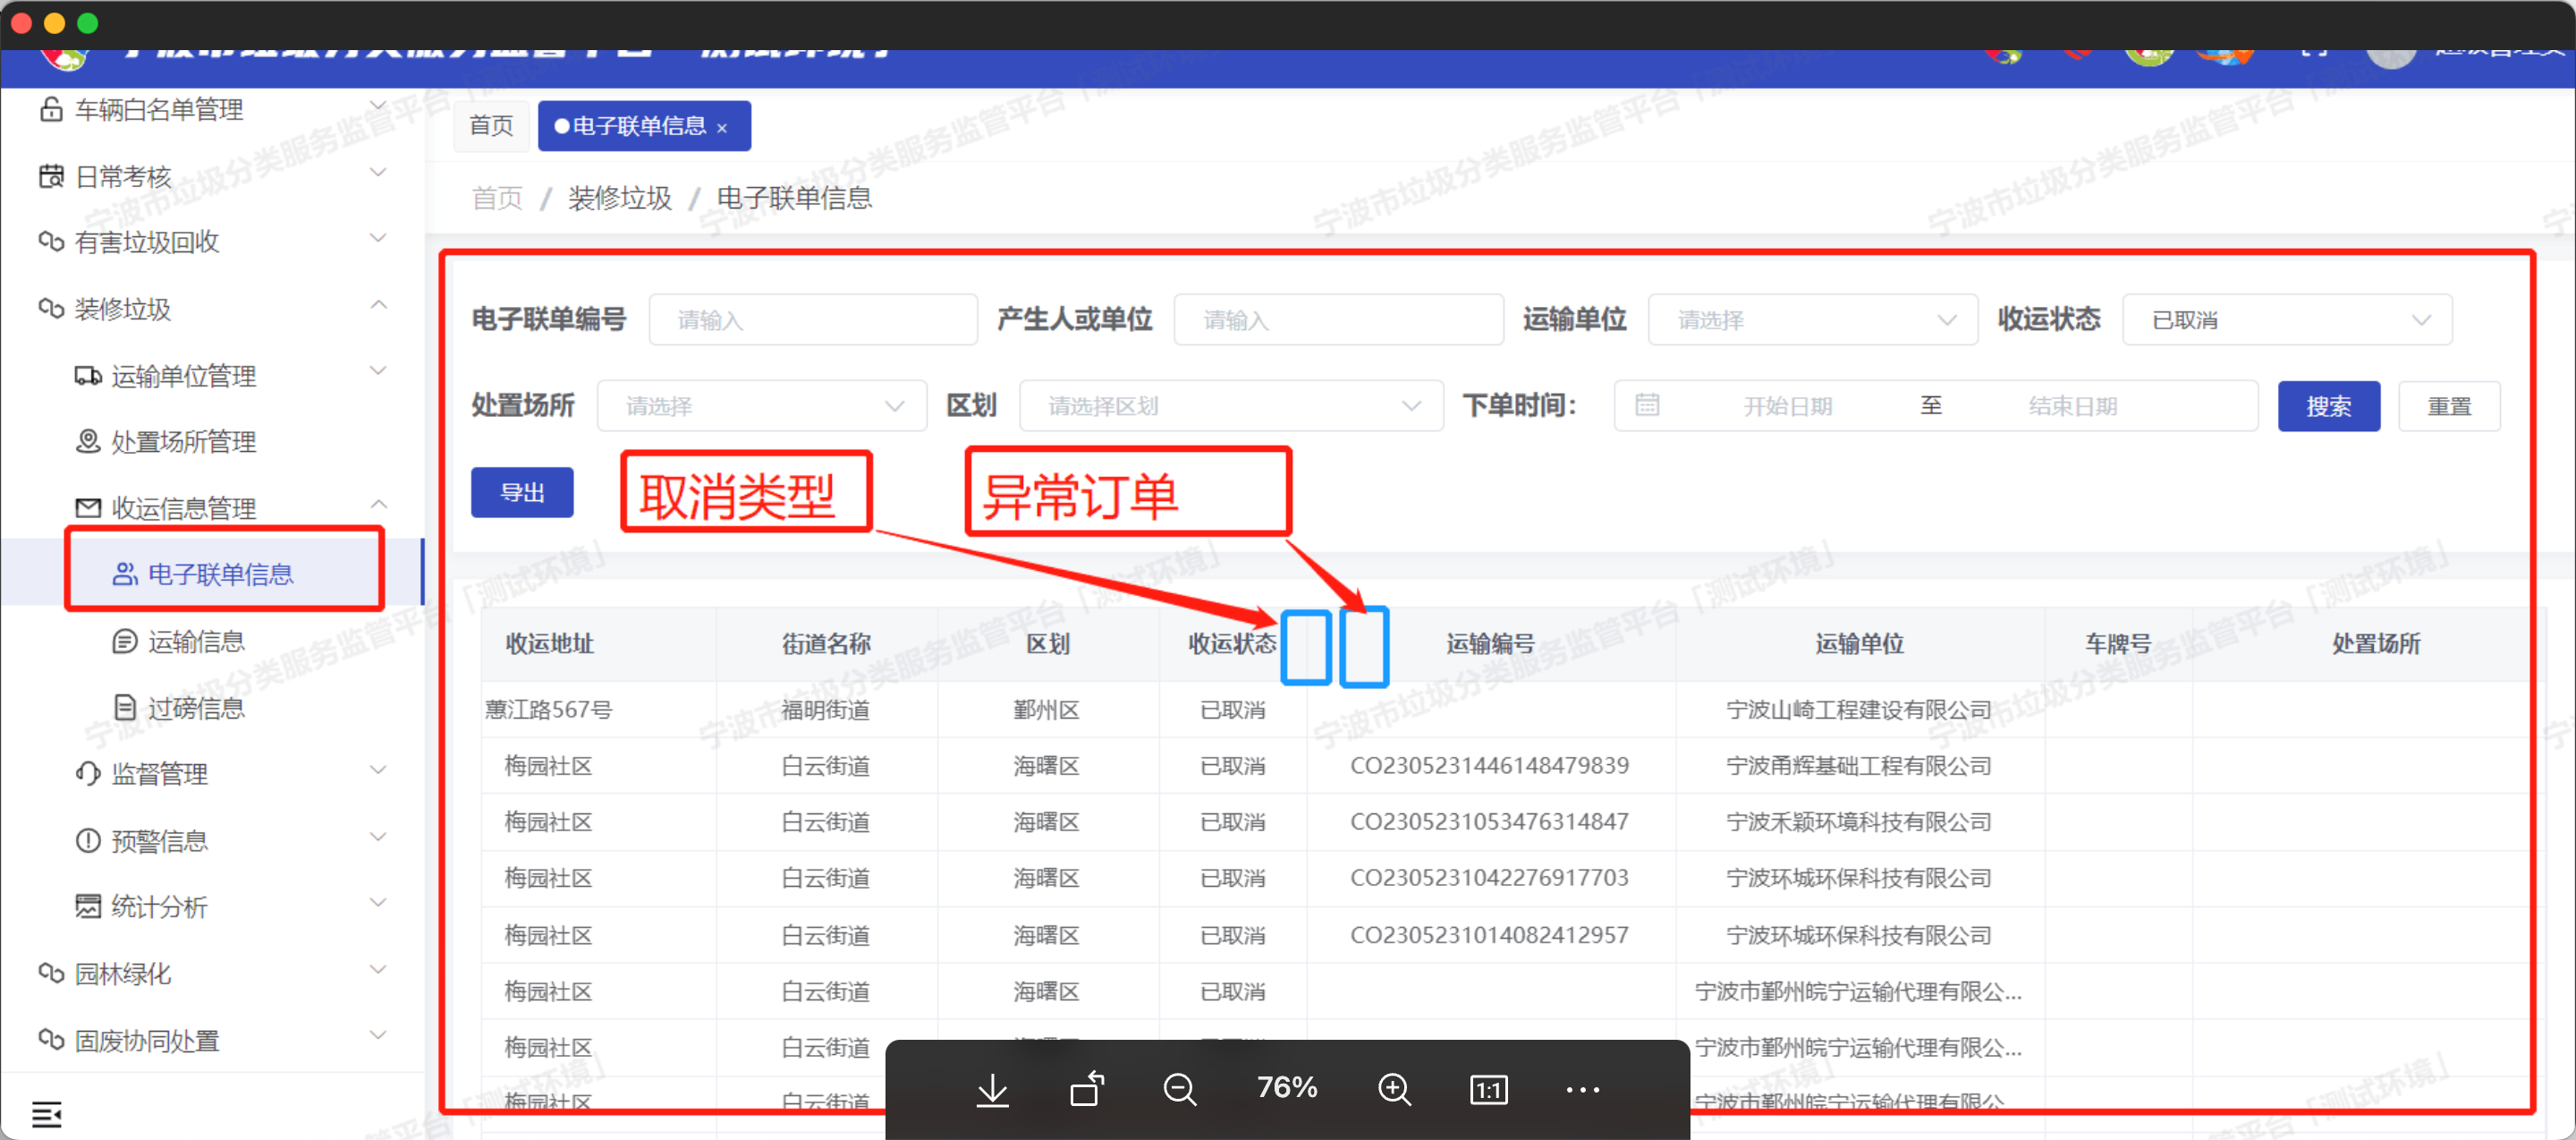 车辆白名单管理
日常考核
有害垃圾回收
装修垃圾
运输单位管理
处置场所管理
收运信息管理
电子联单信息
运输信息
过磅信息
监督管理
预警信息
统计分析
园林绿化
固废协同处置
首页 电子联单信息 ×
首页 / 装修垃圾 / 电子联单信息
电子联单编号 请输入 产生人或单位 请输入 运输单位 请选择 收运状态 已取消
处置场所 请选择 区划 请选择区划 下单时间： 开始日期 至 结束日期 搜索 重置
导出 取消类型 异常订单
收运地址 街道名称 区划 收运状态 运输编号 运输单位 车牌号 处置场所
蕙江路567号 福明街道 鄞州区 已取消 宁波山崎工程建设有限公司
梅园社区 白云街道 海曙区 已取消 CO2305231446148479839 宁波甬辉基础工程有限公司
梅园社区 白云街道 海曙区 已取消 CO2305231053476314847 宁波禾颖环境科技有限公司
梅园社区 白云街道 海曙区 已取消 CO2305231042276917703 宁波环城环保科技有限公司
梅园社区 白云街道 海曙区 已取消 CO2305231014082412957 宁波环城环保科技有限公司
梅园社区 白云街道 海曙区 已取消 宁波市鄞州皖宁运输代理有限公...
梅园社区 白云街道 宁波市鄞州皖宁运输代理有限公...
梅园社区 白云街道 宁波市鄞州皖宁运输代理有限公
76% 1:1
宁波市垃圾分类服务监管平台「测试环境」